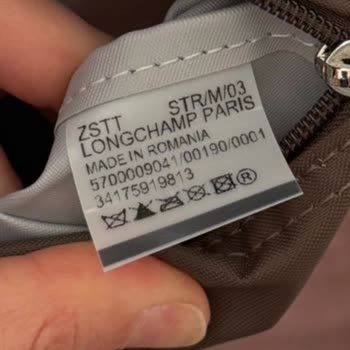 ZSTT STR/M/03
LONGCHAMP PARIS
MADE IN ROMANIA
5700009041/00190/0001
34175919813
®